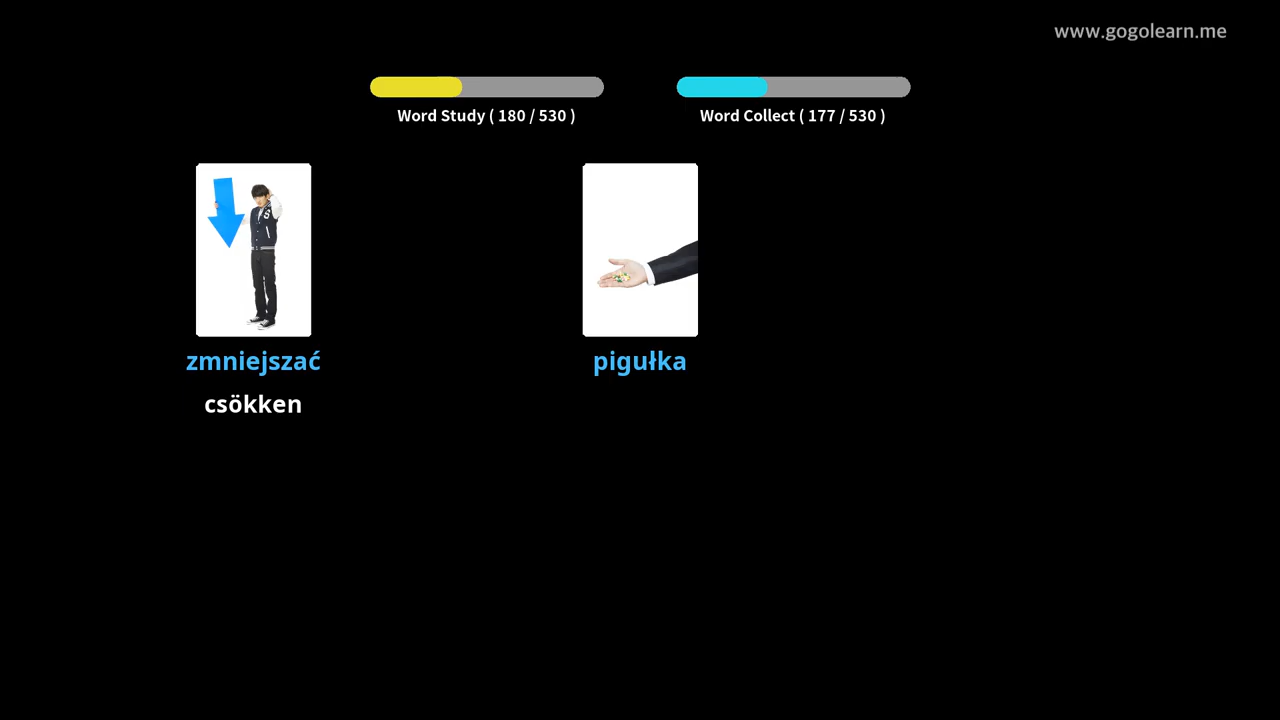 www.gogolearn.me
Word Study ( 180 / 530 )
Word Collect ( 177 / 530 )
zmniejszać
pigułka
csökken